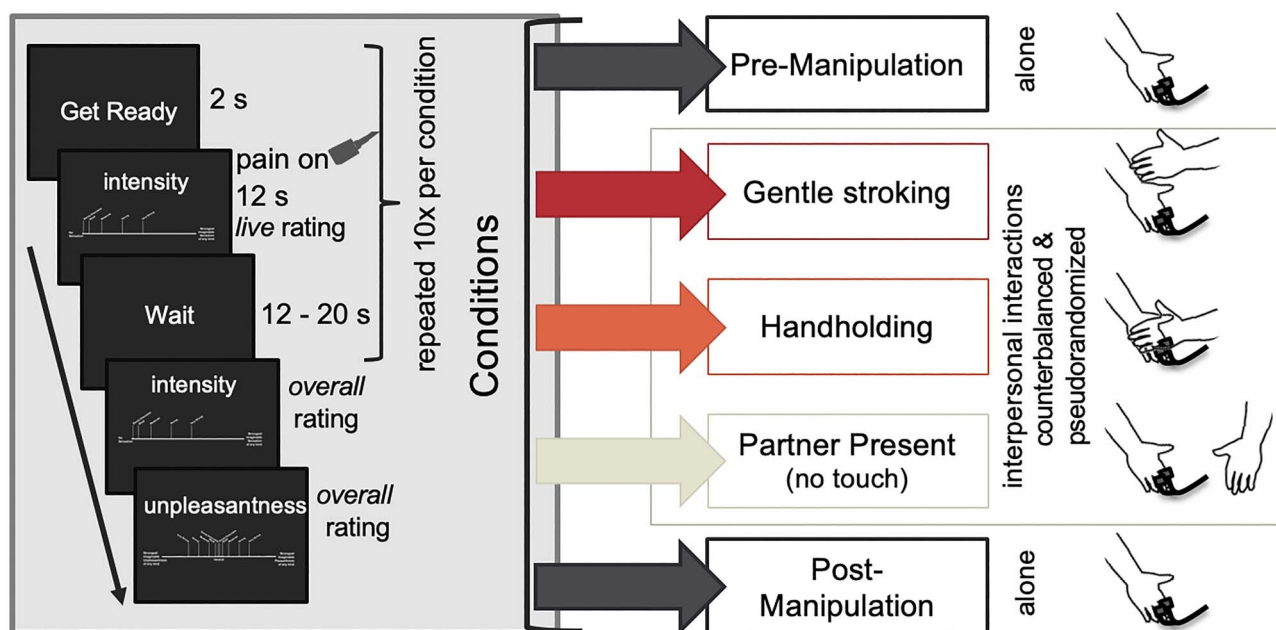 Get Ready
2 s
pain on
intensity
12 s
live rating
Wait
12 - 20 s
intensity
overall
rating
unpleasantness
overall
rating
repeated 10x per condition
Conditions
Pre-Manipulation
alone
Gentle stroking
Handholding
Partner Present
(no touch)
interpersonal interactions
counterbalanced &
pseudorandomized
Post-
Manipulation
alone